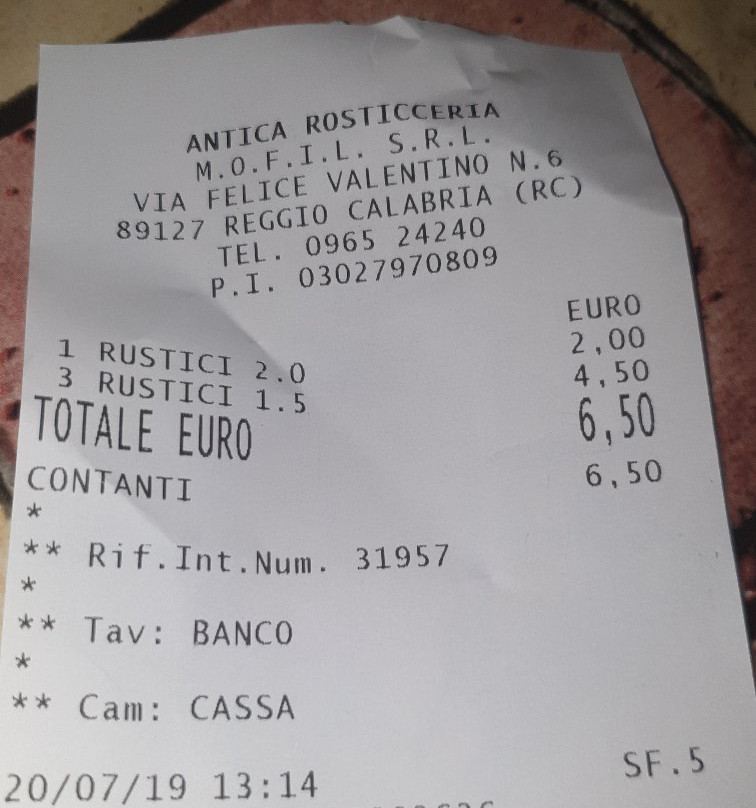 ANTICA ROSTICCERIA
M.O.F.I.L. S.R.L.
VIA FELICE VALENTINO N.6
89127 REGGIO CALABRIA (RC)
TEL. 0965 24240
P.I. 03027970809
EURO
1 RUSTICI 2.0 2,00
3 RUSTICI 1.5 4,50
TOTALE EURO 6,50
CONTANTI 6,50
*
** Rif.Int.Num. 31957
*
** Tav: BANCO
*
** Cam: CASSA
20/07/19 13:14 SF.5